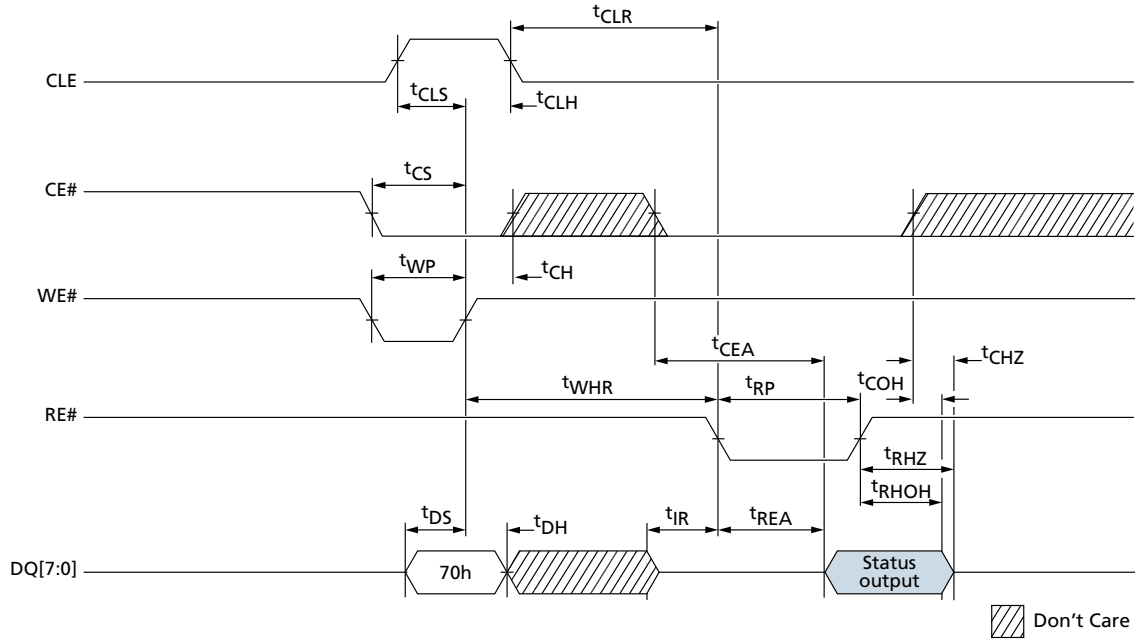 tCLR
CLE
tCLS
tCLH
tCS
CE#
tWP
tCH
WE#
tCEA
tCHZ
tCOH
tWHR
tRP
RE#
tRHZ
tRHOH
tDS
tDH
tIR
tREA
DQ[7:0]
70h
Status
output
Don't Care